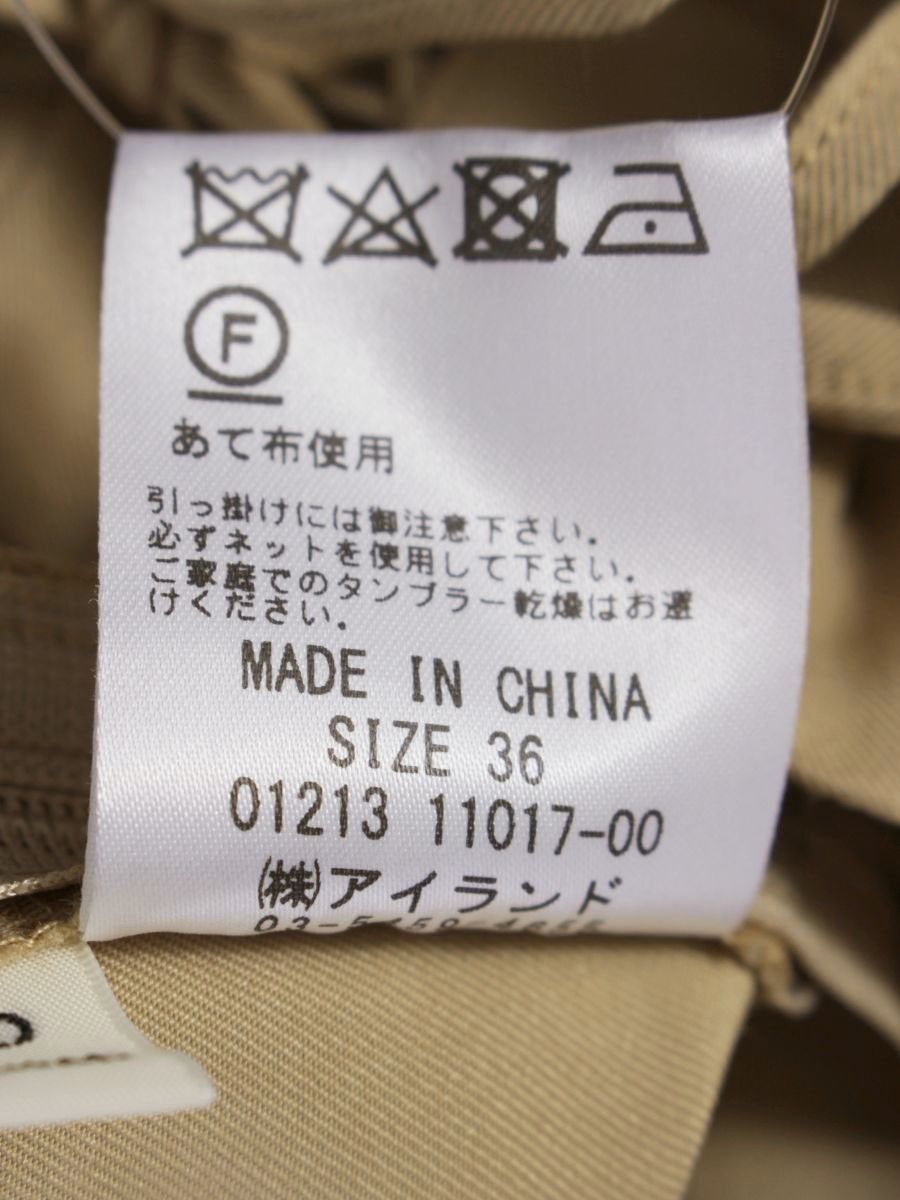 F
あて布使用
引っ掛けには御注意下さい.
必ずネットを使用して下さい.
ご家庭でのタンブラー乾燥はお避
けください.
MADE IN CHINA
SIZE 36
01213 11017-00
㈱アイランド